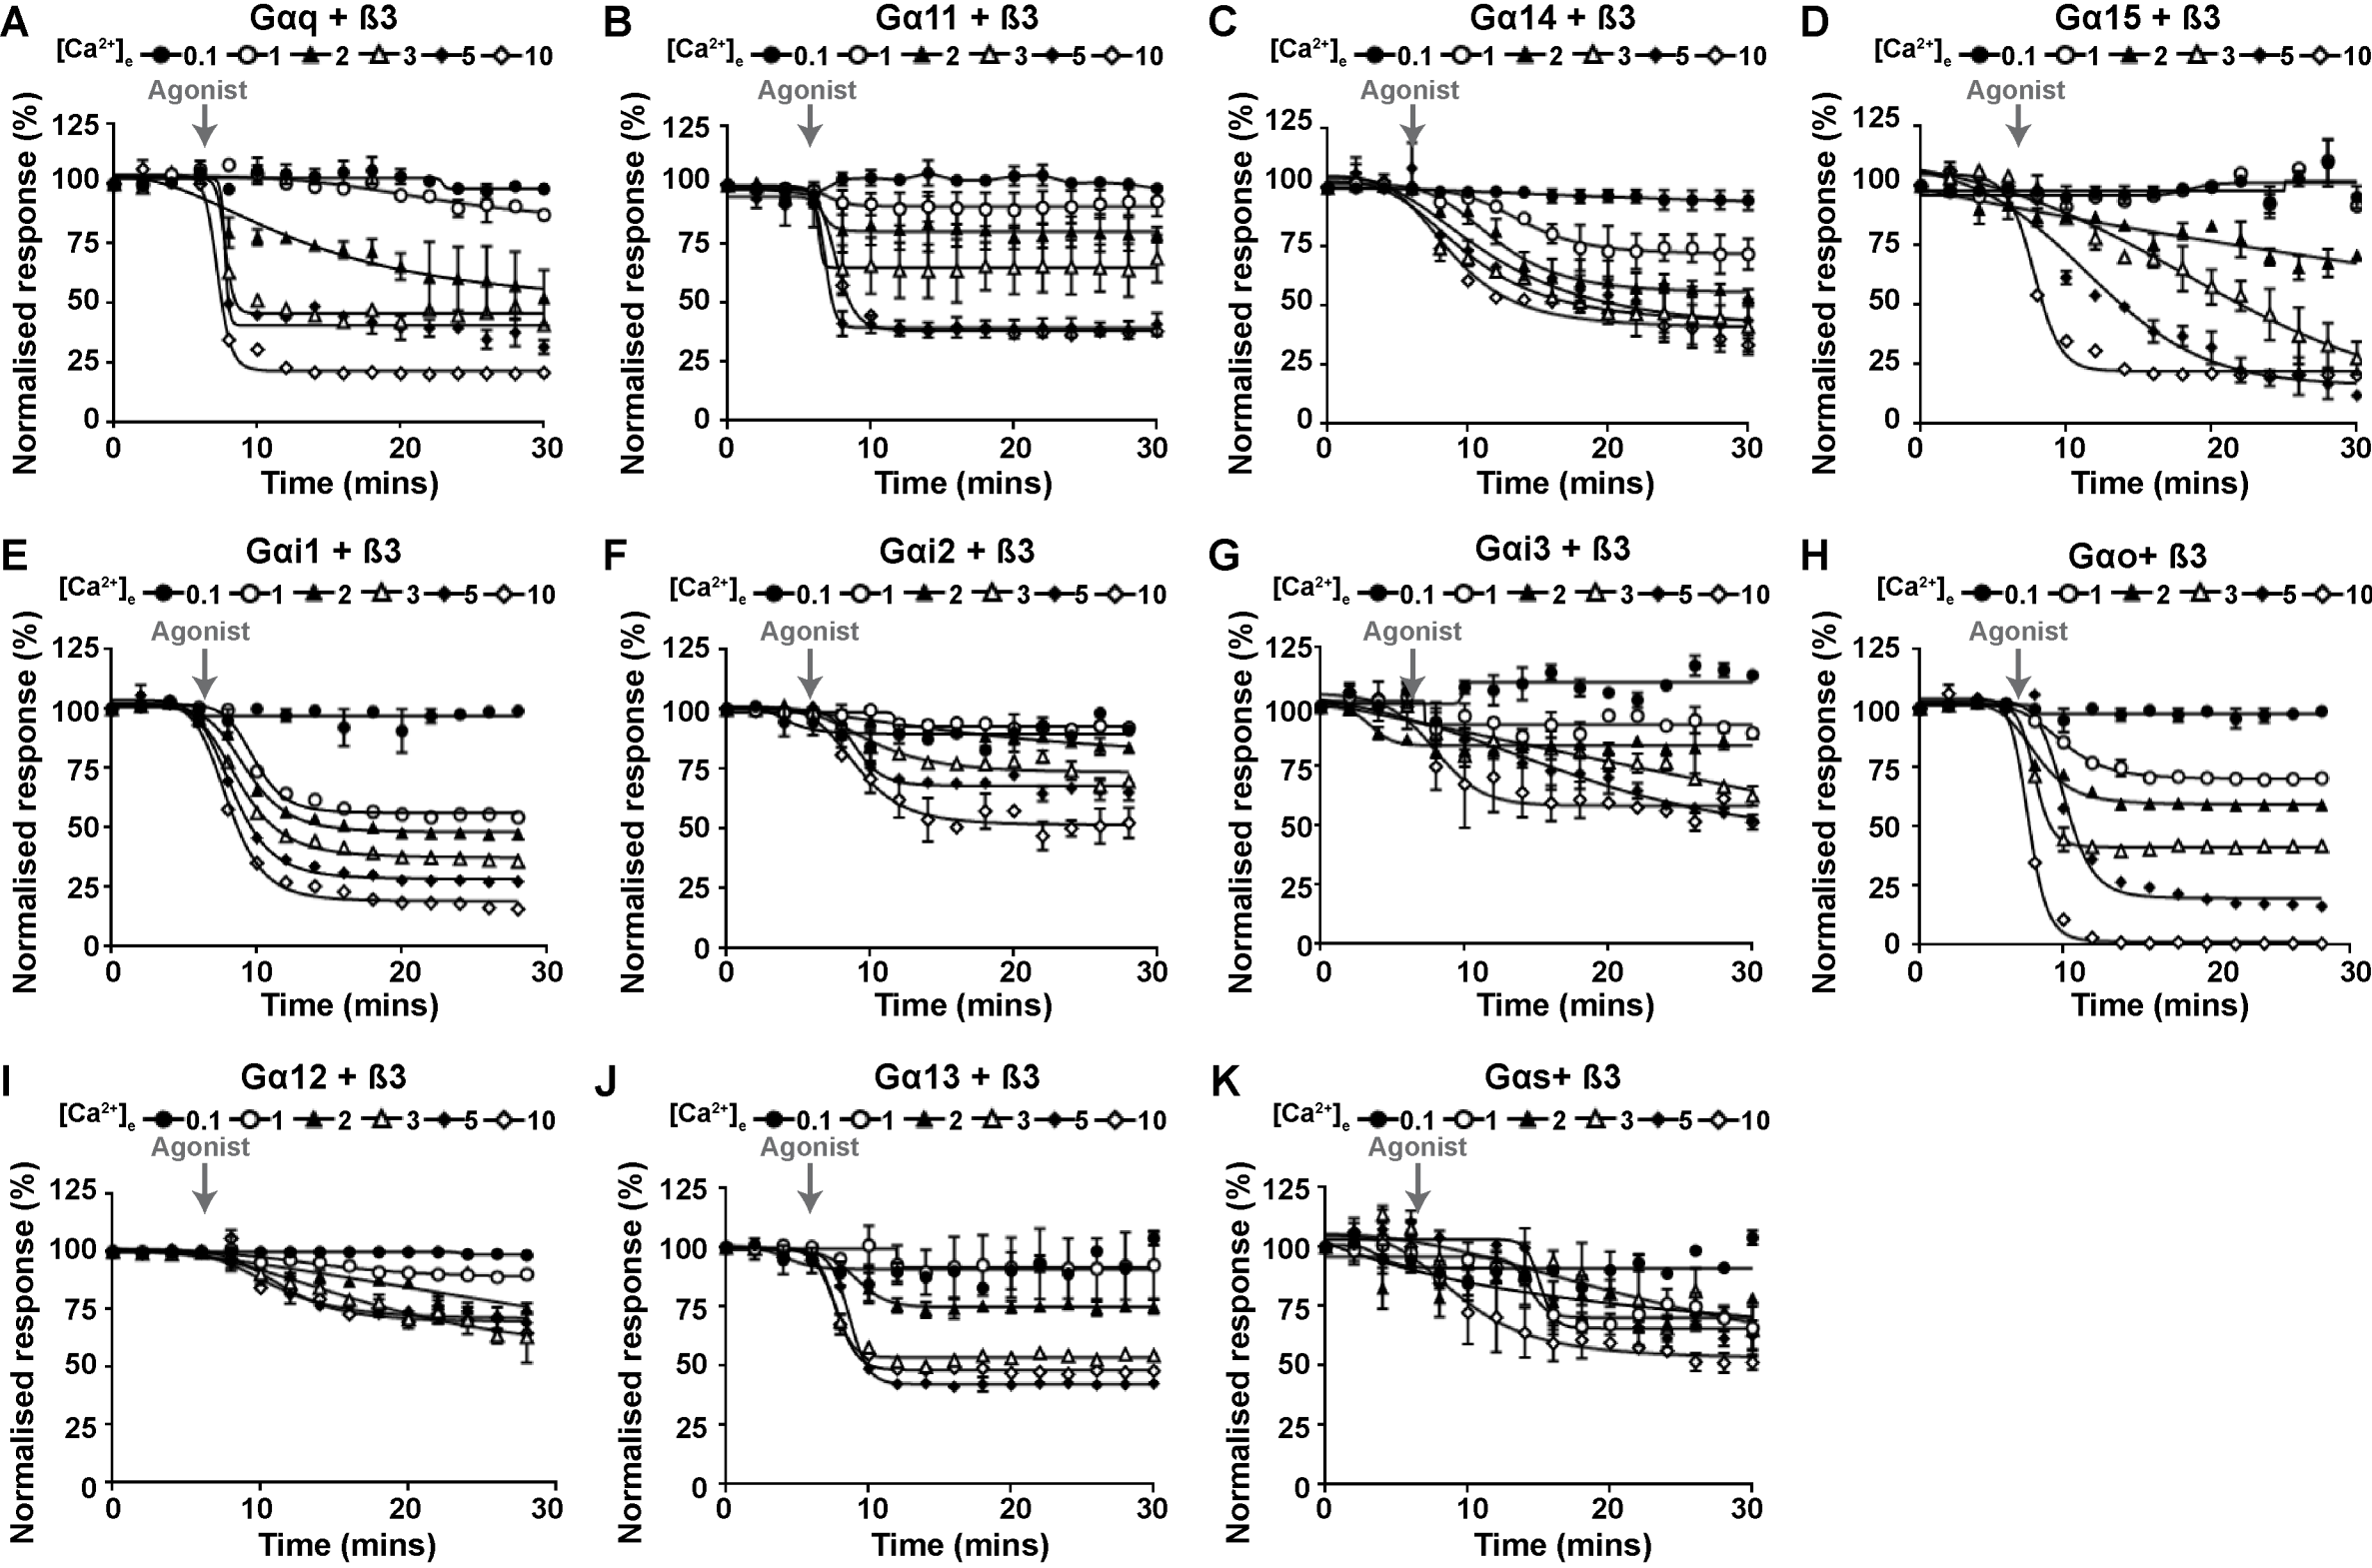 A Gαq + ß3
[Ca²⁺]e 0.1 1 2 3 5 10
Agonist
Normalised response (%)
125
100
75
50
25
0
0 10 20 30
Time (mins)
B Gα11 + ß3
[Ca²⁺]e 0.1 1 2 3 5 10
Agonist
Normalised response (%)
125
100
75
50
25
0
0 10 20 30
Time (mins)
C Gα14 + ß3
[Ca²⁺]e 0.1 1 2 3 5 10
Agonist
Normalised response (%)
125
100
75
50
25
0
0 10 20 30
Time (mins)
D Gα15 + ß3
[Ca²⁺]e 0.1 1 2 3 5 10
Agonist
Normalised response (%)
125
100
75
50
25
0
0 10 20 30
Time (mins)
E Gαi1 + ß3
[Ca²⁺]e 0.1 1 2 3 5 10
Agonist
Normalised response (%)
125
100
75
50
25
0
0 10 20 30
Time (mins)
F Gαi2 + ß3
[Ca²⁺]e 0.1 1 2 3 5 10
Agonist
Normalised response (%)
125
100
75
50
25
0
0 10 20 30
Time (mins)
G Gαi3 + ß3
[Ca²⁺]e 0.1 1 2 3 5 10
Agonist
Normalised response (%)
125
100
75
50
25
0
0 10 20 30
Time (mins)
H Gαo+ ß3
[Ca²⁺]e 0.1 1 2 3 5 10
Agonist
Normalised response (%)
125
100
75
50
25
0
0 10 20 30
Time (mins)
I Gα12 + ß3
[Ca²⁺]e 0.1 1 2 3 5 10
Agonist
Normalised response (%)
125
100
75
50
25
0
0 10 20 30
Time (mins)
J Gα13 + ß3
[Ca²⁺]e 0.1 1 2 3 5 10
Agonist
Normalised response (%)
125
100
75
50
25
0
0 10 20 30
Time (mins)
K Gαs+ ß3
[Ca²⁺]e 0.1 1 2 3 5 10
Agonist
Normalised response (%)
125
100
75
50
25
0
0 10 20 30
Time (mins)